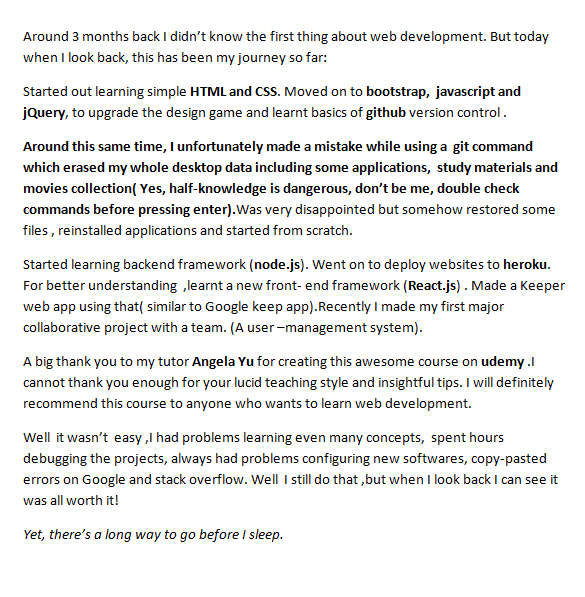 Around 3 months back I didn’t know the first thing about web development. But today
when I look back, this has been my journey so far:
Started out learning simple HTML and CSS. Moved on to bootstrap, javascript and
jQuery, to upgrade the design game and learnt basics of github version control .
Around this same time, I unfortunately made a mistake while using a git command
which erased my whole desktop data including some applications, study materials and
movies collection( Yes, half-knowledge is dangerous, don’t be me, double check
commands before pressing enter).Was very disappointed but somehow restored some
files , reinstalled applications and started from scratch.
Started learning backend framework (node.js). Went on to deploy websites to heroku.
For better understanding ,learnt a new front- end framework (React.js) . Made a Keeper
web app using that( similar to Google keep app).Recently I made my first major
collaborative project with a team. (A user –management system).
A big thank you to my tutor Angela Yu for creating this awesome course on udemy .I
cannot thank you enough for your lucid teaching style and insightful tips. I will definitely
recommend this course to anyone who wants to learn web development.
Well it wasn’t easy ,I had problems learning even many concepts, spent hours
debugging the projects, always had problems configuring new softwares, copy-pasted
errors on Google and stack overflow. Well I still do that ,but when I look back I can see it
was all worth it!
Yet, there’s a long way to go before I sleep.